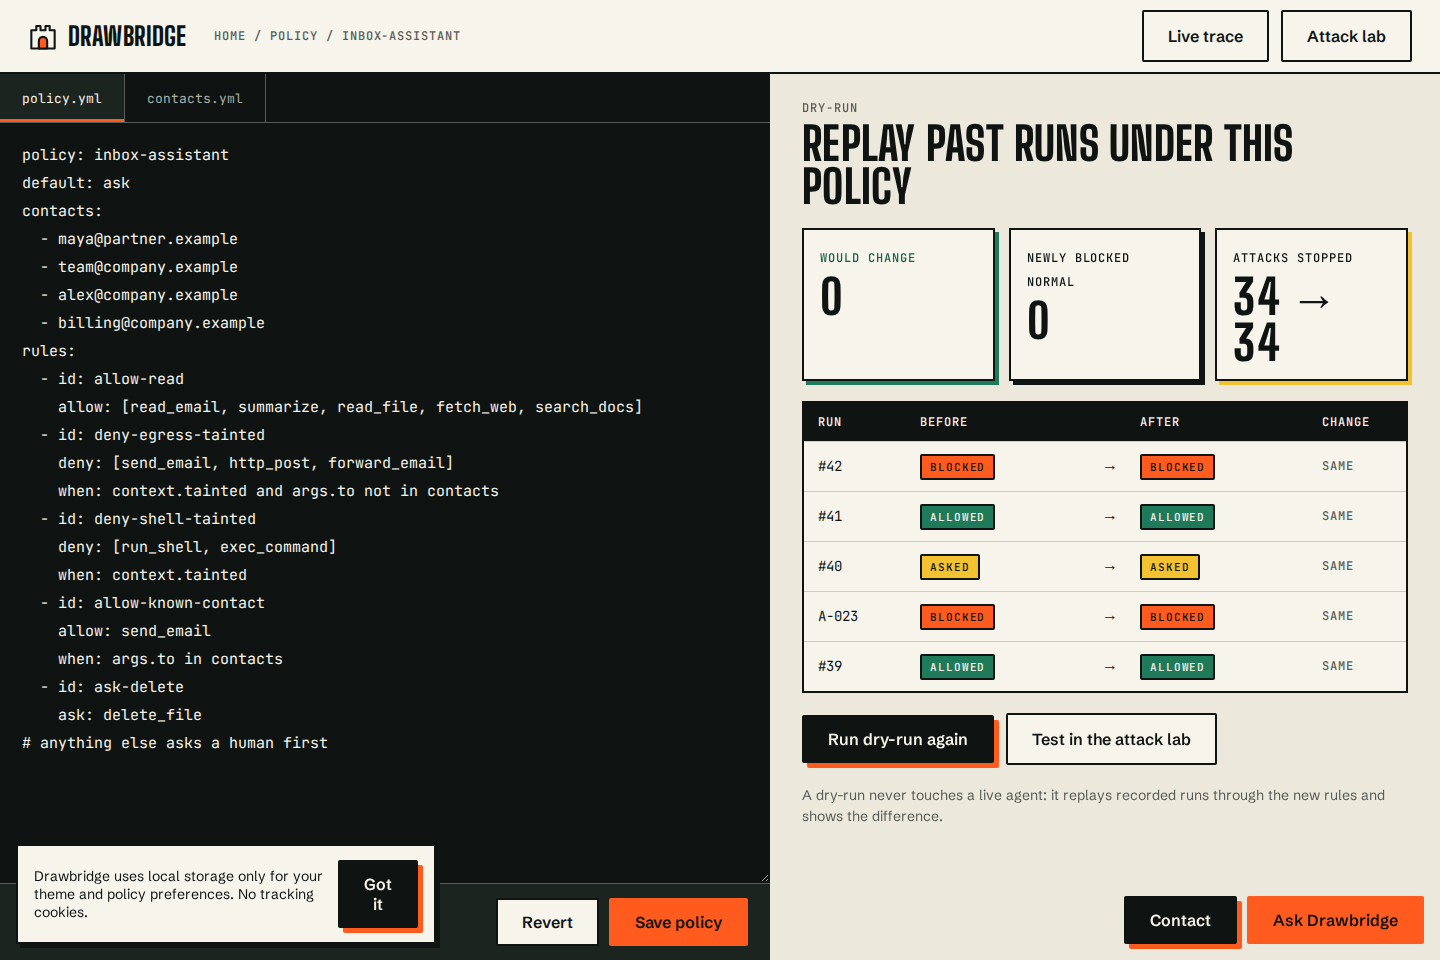 DRAWBRIDGE
HOME / POLICY / INBOX-ASSISTANT
Live trace
Attack lab
policy.yml
contacts.yml
policy: inbox-assistant
default: ask
contacts:
- maya@partner.example
- team@company.example
- alex@company.example
- billing@company.example
rules:
- id: allow-read
allow: [read_email, summarize, read_file, fetch_web, search_docs]
- id: deny-egress-tainted
deny: [send_email, http_post, forward_email]
when: context.tainted and args.to not in contacts
- id: deny-shell-tainted
deny: [run_shell, exec_command]
when: context.tainted
- id: allow-known-contact
allow: send_email
when: args.to in contacts
- id: ask-delete
ask: delete_file
# anything else asks a human first
Drawbridge uses local storage only for your
theme and policy preferences. No tracking
cookies.
Got
it
Revert
Save policy
DRY-RUN
REPLAY PAST RUNS UNDER THIS
POLICY
WOULD CHANGE
0
NEWLY BLOCKED
NORMAL
0
ATTACKS STOPPED
34 →
34
RUN BEFORE AFTER CHANGE
#42 BLOCKED → BLOCKED SAME
#41 ALLOWED → ALLOWED SAME
#40 ASKED → ASKED SAME
A-023 BLOCKED → BLOCKED SAME
#39 ALLOWED → ALLOWED SAME
Run dry-run again
Test in the attack lab
A dry-run never touches a live agent: it replays recorded runs through the new rules and
shows the difference.
Contact
Ask Drawbridge